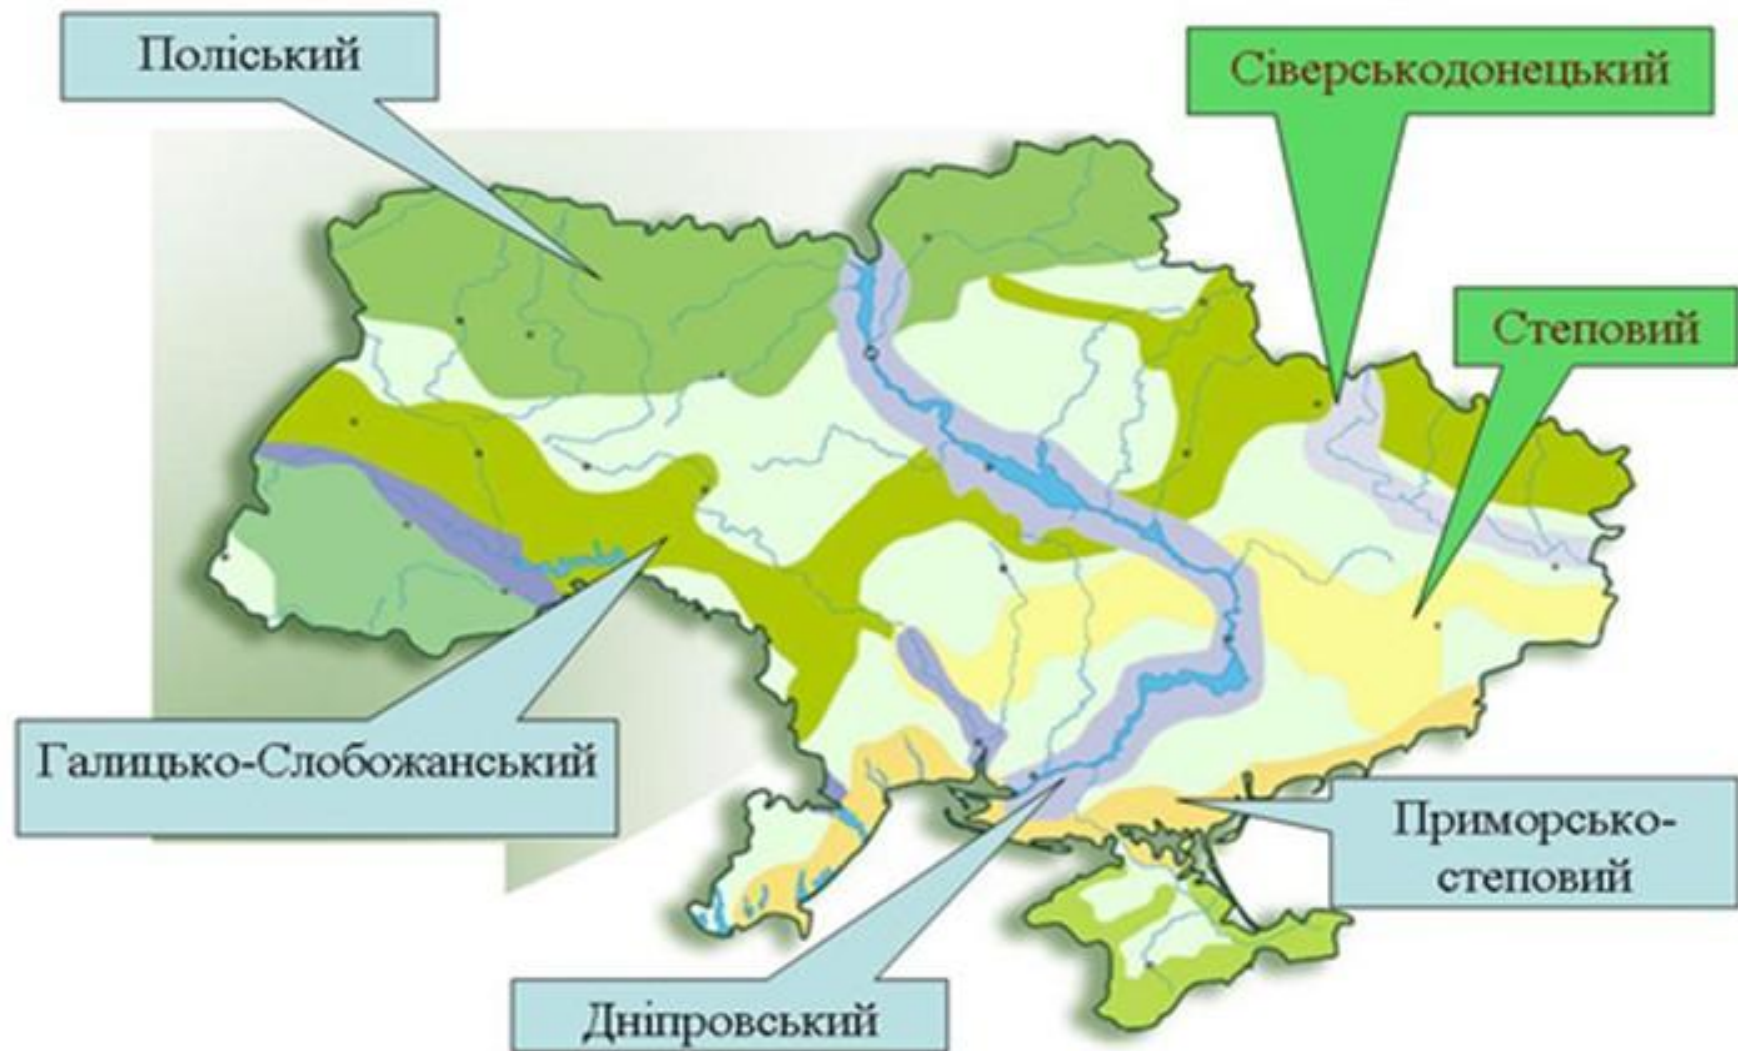 Поліський
Сіверськодонецький
Степовий
Галицько-Слобожанський
Приморсько-
степовий
Дніпровський